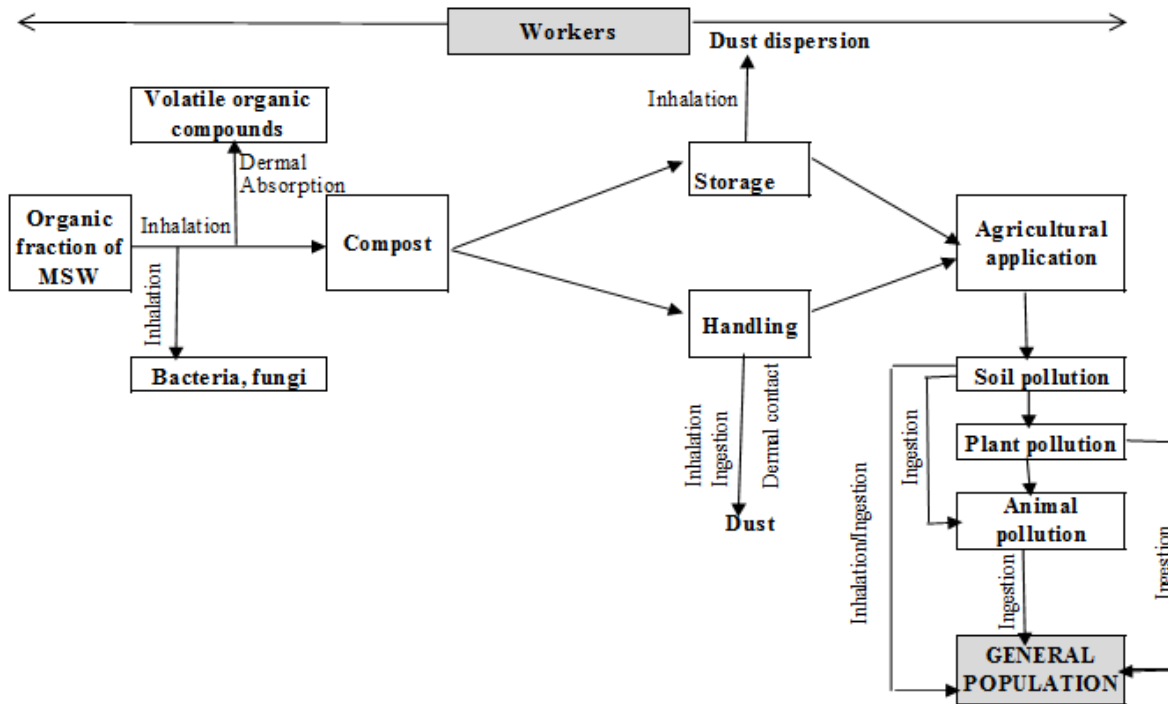 Workers
Dust dispersion
Inhalation
Volatile organic
compounds
Dermal
Absorption
Storage
Organic
fraction of
MSW
Inhalation
Compost
Agricultural
application
Inhalation
Handling
Bacteria, fungi
Soil pollution
Inhalation
Ingestion
Dermal contact
Ingestion
Plant pollution
Dust
Animal
pollution
Inhalation/Ingestion
Ingestion
Ingestion
GENERAL
POPULATION